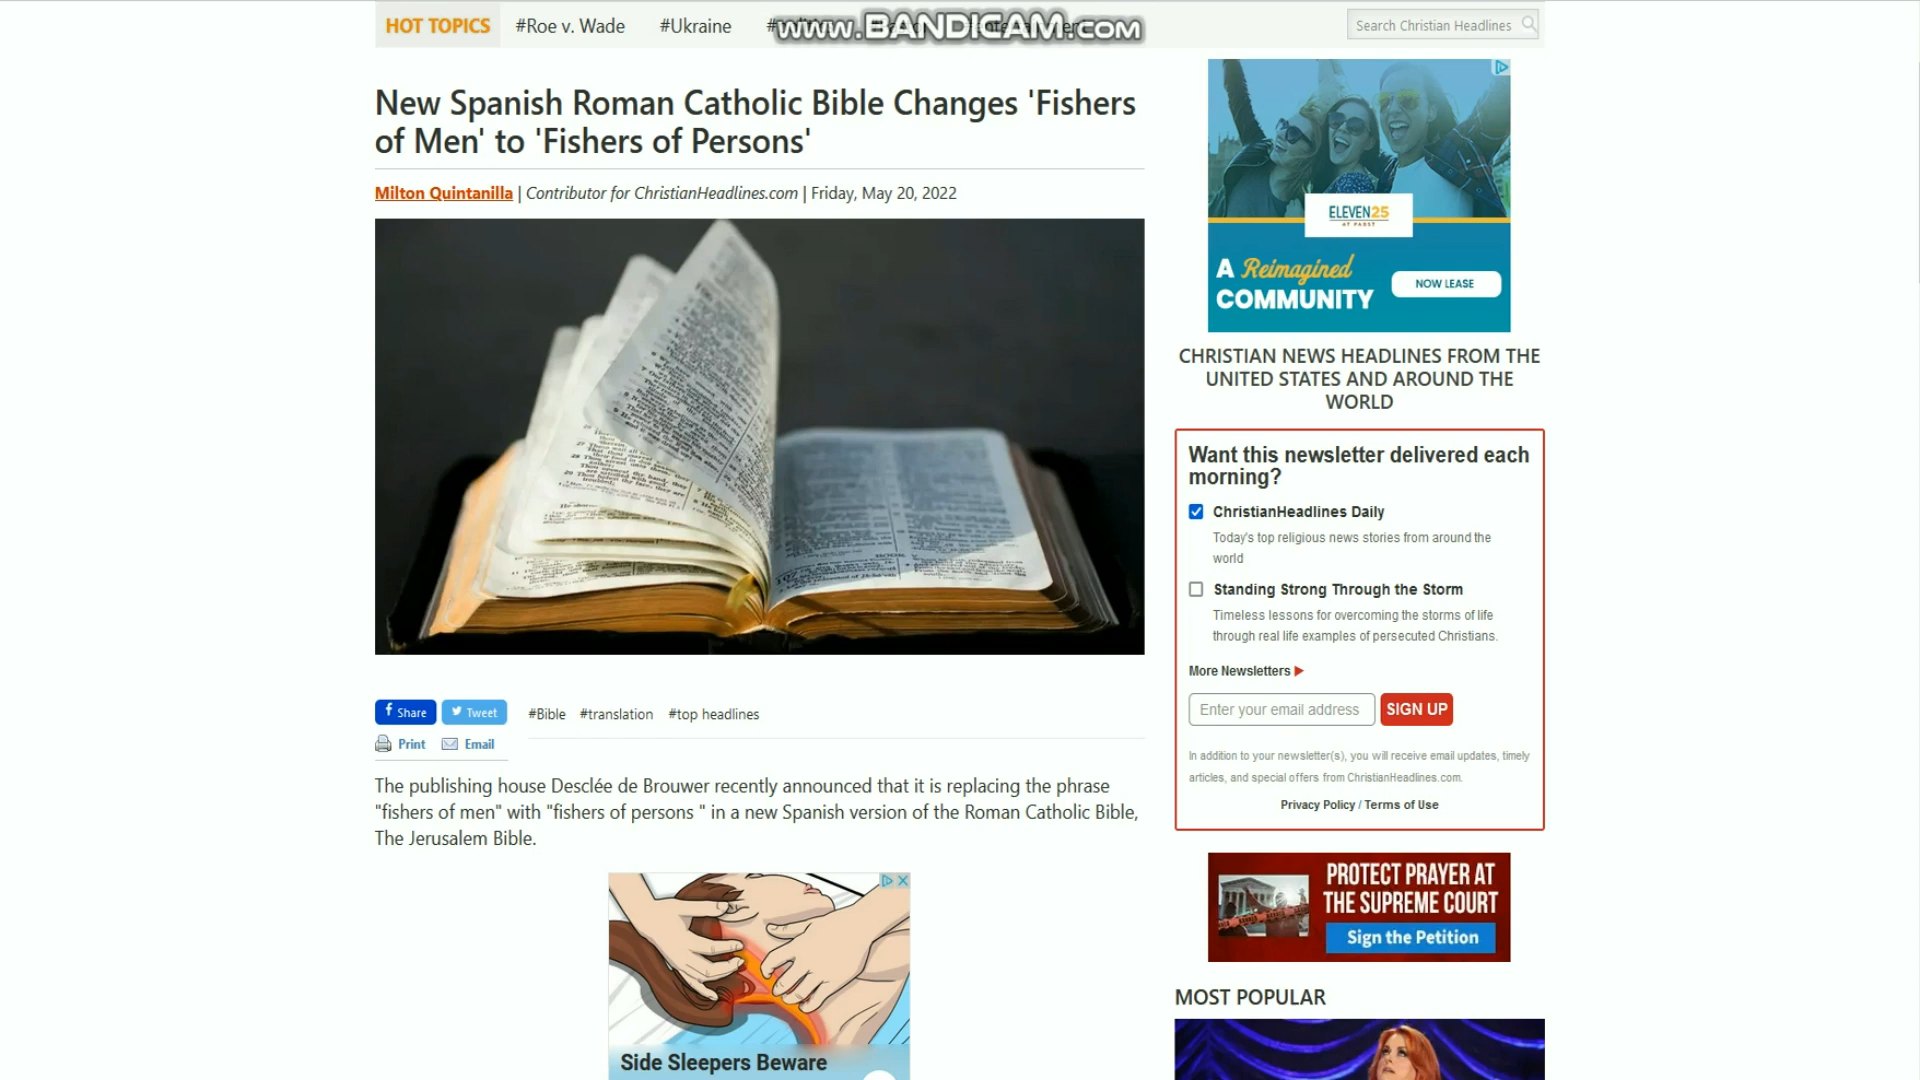 HOT TOPICS #Roe v. Wade #Ukraine
www.BANDICAM.com
Search Christian Headlines
New Spanish Roman Catholic Bible Changes 'Fishers
of Men' to 'Fishers of Persons'
Milton Quintanilla | Contributor for ChristianHeadlines.com | Friday, May 20, 2022
Share Tweet #Bible #translation #top headlines
Print Email
The publishing house Desclée de Brouwer recently announced that it is replacing the phrase
"fishers of men" with "fishers of persons " in a new Spanish version of the Roman Catholic Bible,
The Jerusalem Bible.
Side Sleepers Beware
ELEVEN25
AT PABST
A Reimagined
COMMUNITY
NOW LEASE
CHRISTIAN NEWS HEADLINES FROM THE
UNITED STATES AND AROUND THE
WORLD
Want this newsletter delivered each
morning?
ChristianHeadlines Daily
Today's top religious news stories from around the
world
Standing Strong Through the Storm
Timeless lessons for overcoming the storms of life
through real life examples of persecuted Christians.
More Newsletters
Enter your email address SIGN UP
In addition to your newsletter(s), you will receive email updates, timely
articles, and special offers from ChristianHeadlines.com.
Privacy Policy / Terms of Use
PROTECT PRAYER AT
THE SUPREME COURT
Sign the Petition
MOST POPULAR